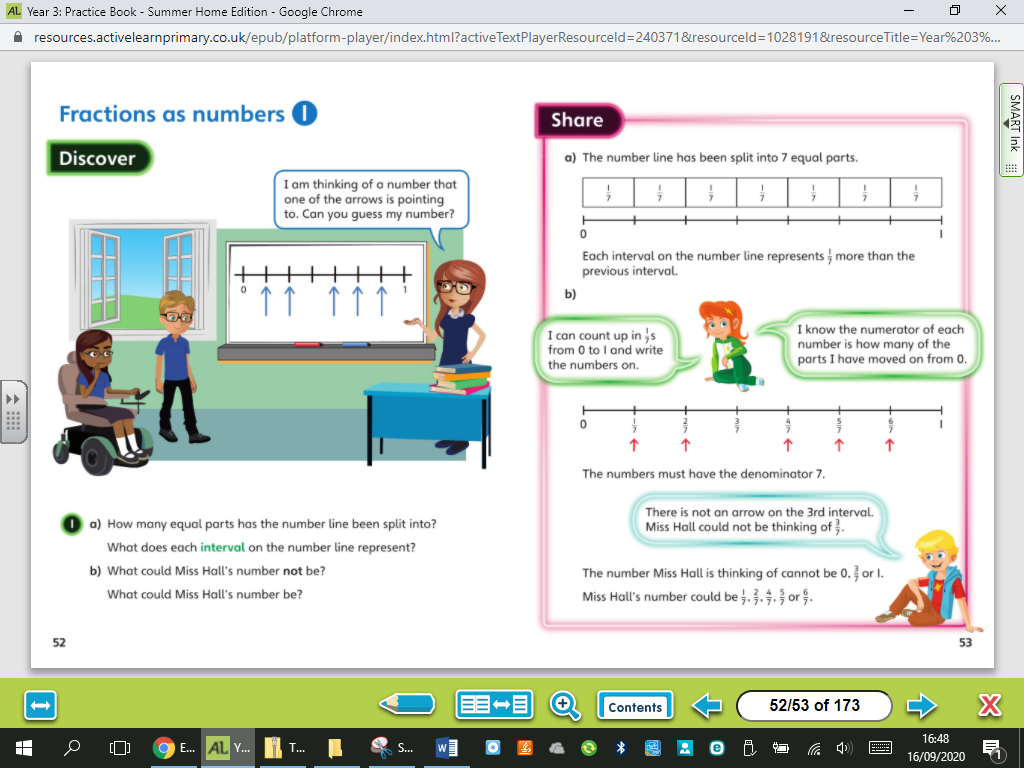 AL Year 3: Practice Book - Summer Home Edition - Google Chrome
resources.activelearnprimary.co.uk/epub/platform-player/index.html?activeTextPlayerResourceId=240371&resourceId=1028191&resourceTitle=Year%203%...
SMART Ink
Fractions as numbers 1
Discover
I am thinking of a number that
one of the arrows is pointing
to. Can you guess my number?
0 1
1 a) How many equal parts has the number line been split into?
What does each interval on the number line represent?
b) What could Miss Hall's number not be?
What could Miss Hall's number be?
52
Share
a) The number line has been split into 7 equal parts.
1/7 1/7 1/7 1/7 1/7 1/7 1/7
0 1
Each interval on the number line represents 1/7 more than the
previous interval.
b)
I can count up in 1/7s
from 0 to 1 and write
the numbers on.
I know the numerator of each
number is how many of the
parts I have moved on from 0.
0 1/7 2/7 3/7 4/7 5/7 6/7 1
The numbers must have the denominator 7.
There is not an arrow on the 3rd interval.
Miss Hall could not be thinking of 3/7.
The number Miss Hall is thinking of cannot be 0, 3/7 or 1.
Miss Hall's number could be 1/7, 2/7, 4/7, 5/7 or 6/7.
53
Contents
52/53 of 173
X
E...
AL Y...
T...
S...
W
16:48
16/09/2020
1